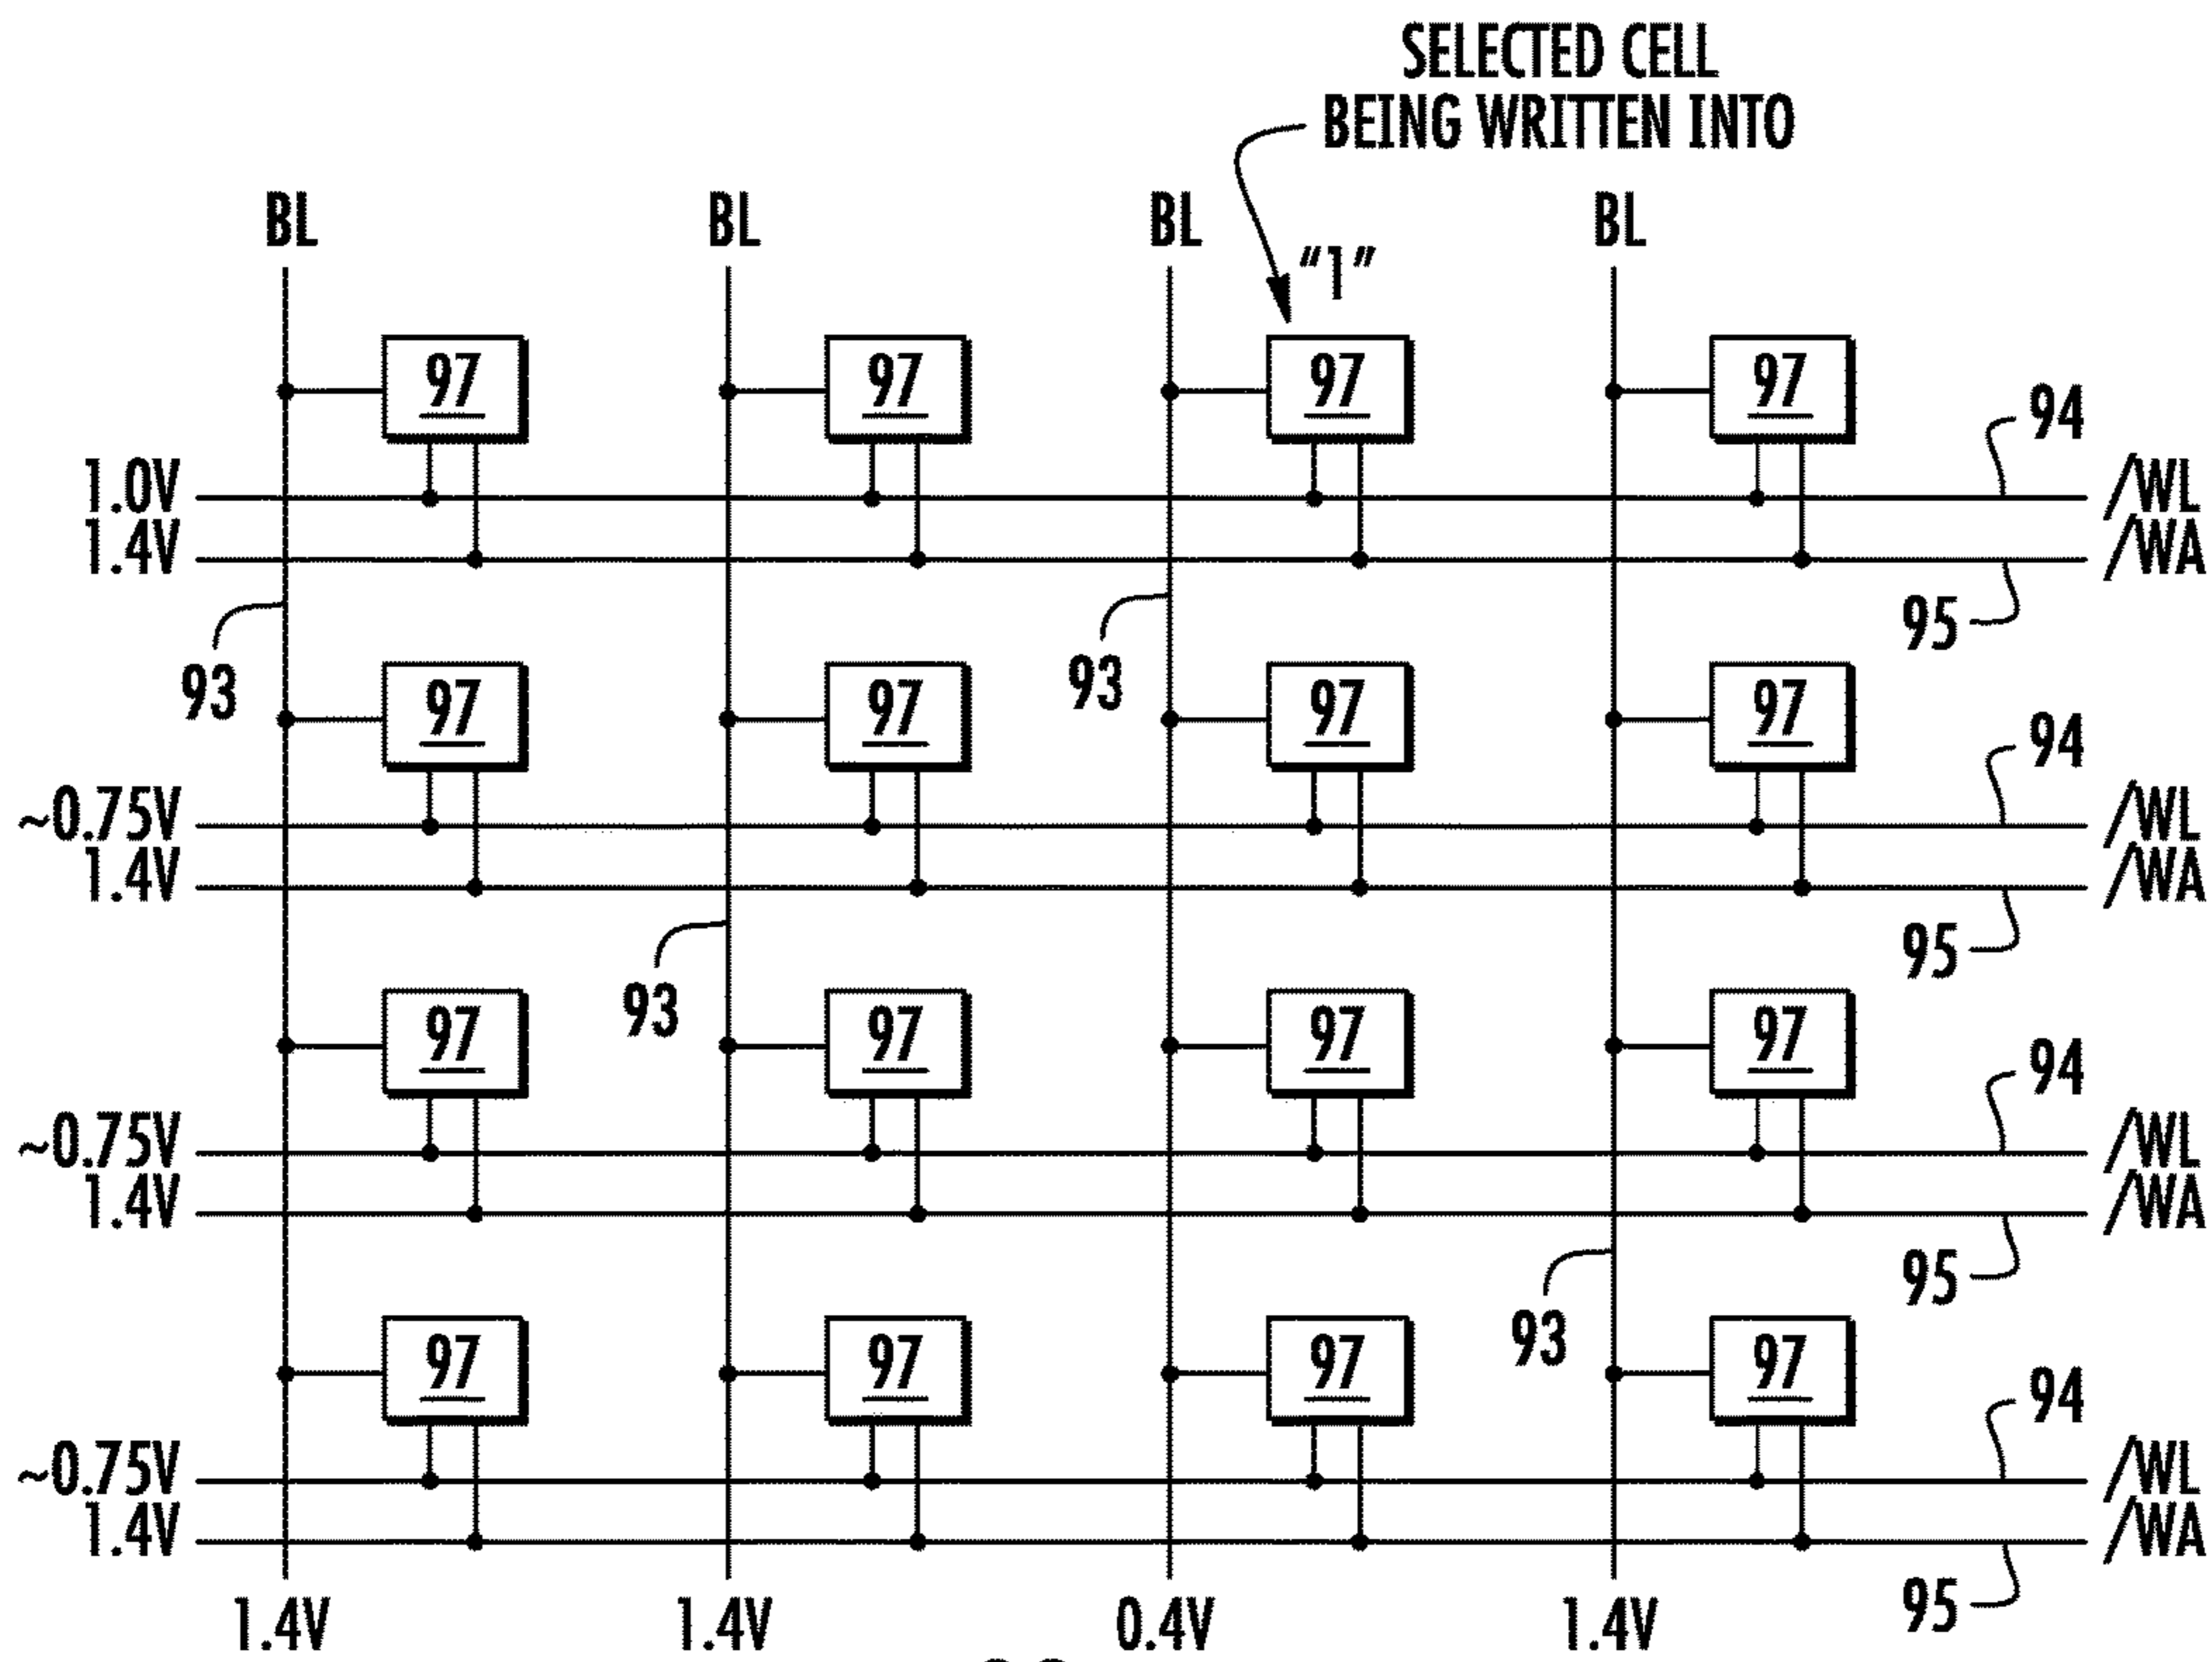 SELECTED CELL
BEING WRITTEN INTO
BL BL BL BL
"1"
97 97 97 97
94
1.0V /WL
1.4V /WA
95
93 93
97 97 97 97
94
~0.75V /WL
1.4V /WA
95
93
97 97 97 97
94
~0.75V /WL
1.4V /WA
95
93
97 97 97 97
94
~0.75V /WL
1.4V /WA
95
1.4V 1.4V 0.4V 1.4V